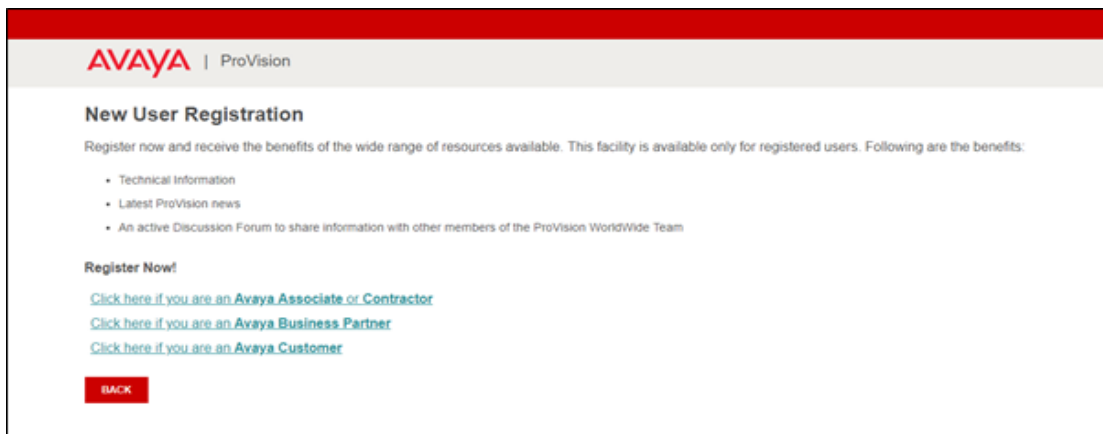 AVAYA | ProVision
New User Registration
Register now and receive the benefits of the wide range of resources available. This facility is available only for registered users. Following are the benefits:
• Technical Information
• Latest ProVision news
• An active Discussion Forum to share information with other members of the ProVision WorldWide Team
Register Now!
Click here if you are an Avaya Associate or Contractor
Click here if you are an Avaya Business Partner
Click here if you are an Avaya Customer
BACK